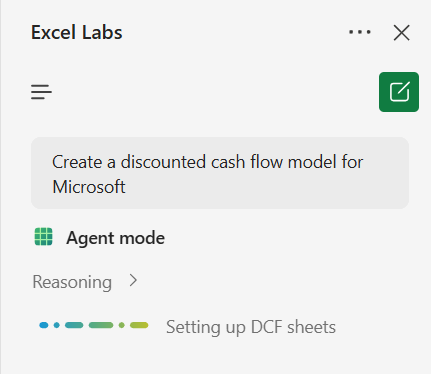 Excel Labs
Create a discounted cash flow model for
Microsoft
Agent mode
Reasoning
Setting up DCF sheets